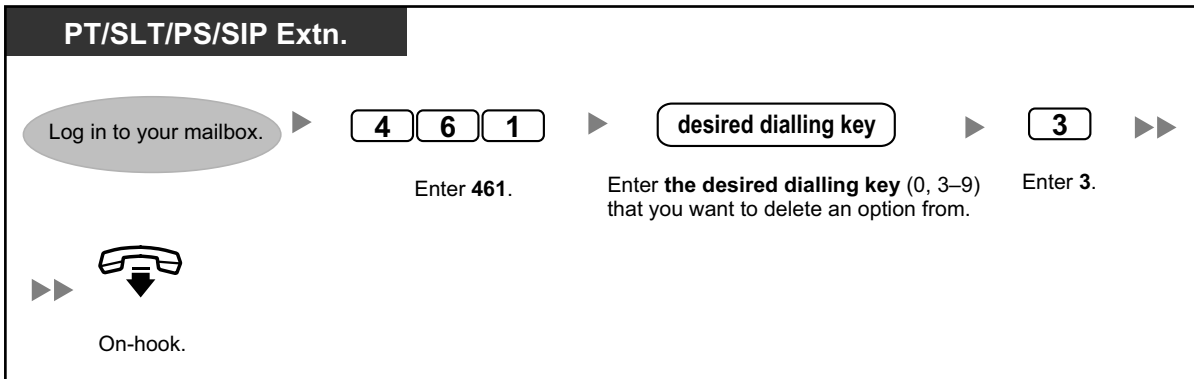 PT/SLT/PS/SIP Extn.
Log in to your mailbox.
4 6 1
desired dialling key
3
Enter 461.
Enter the desired dialling key (0, 3–9)
that you want to delete an option from.
Enter 3.
On-hook.